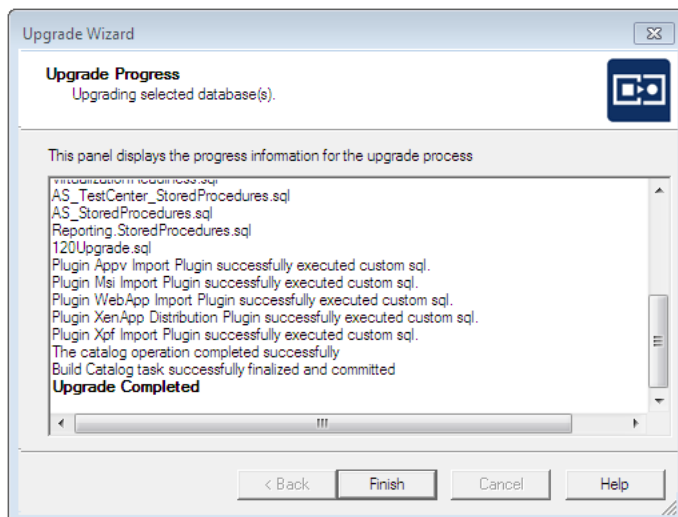 Upgrade Wizard
Upgrade Progress
Upgrading selected database(s).
This panel displays the progress information for the upgrade process
VirtualizationReadiness.sql
AS_TestCenter_StoredProcedures.sql
AS_StoredProcedures.sql
Reporting.StoredProcedures.sql
120Upgrade.sql
Plugin Appv Import Plugin successfully executed custom sql.
Plugin Msi Import Plugin successfully executed custom sql.
Plugin WebApp Import Plugin successfully executed custom sql.
Plugin XenApp Distribution Plugin successfully executed custom sql.
Plugin Xpf Import Plugin successfully executed custom sql.
The catalog operation completed successfully
Build Catalog task successfully finalized and committed
Upgrade Completed
< Back Finish Cancel Help